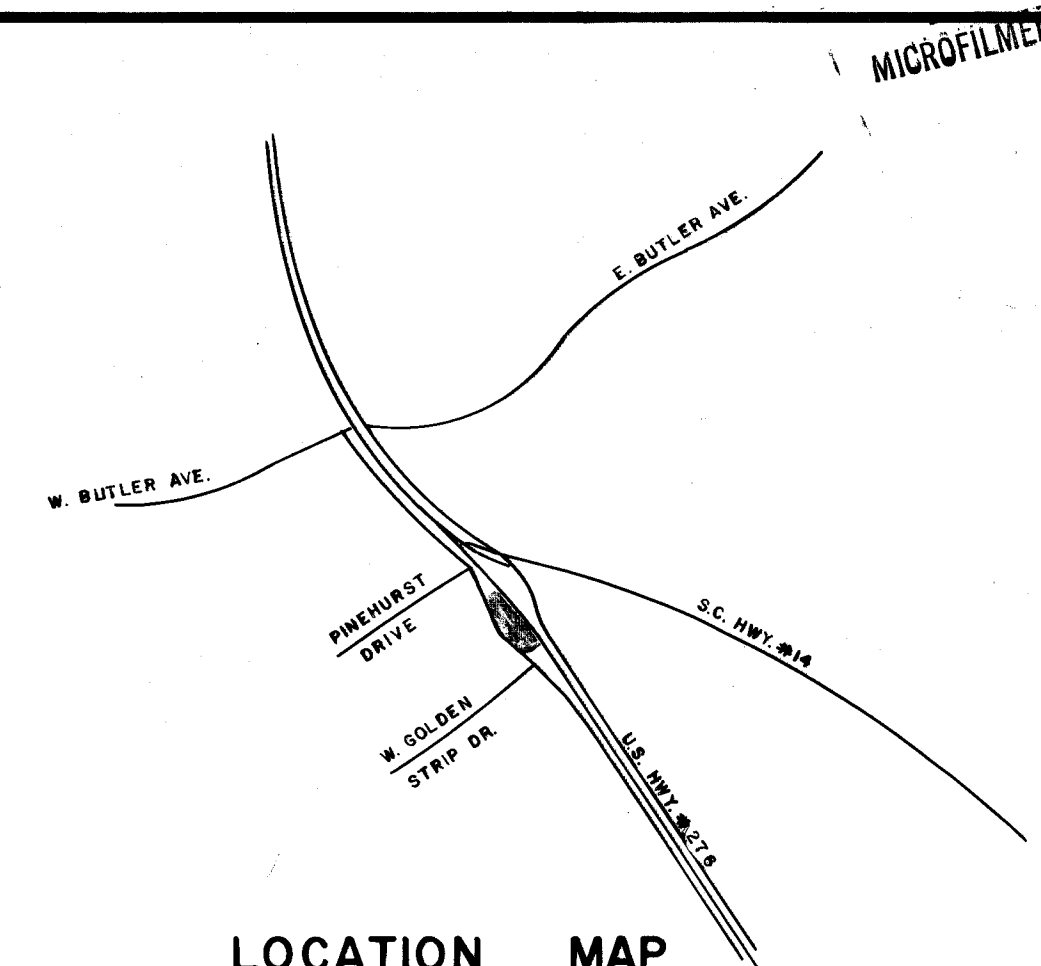 MICROFILMED
E. BUTLER AVE.
W. BUTLER AVE.
PINEHURST
DRIVE
S.C. HWY. #14
W. GOLDEN
STRIP DR.
U.S. HWY. #276
LOCATION MAP